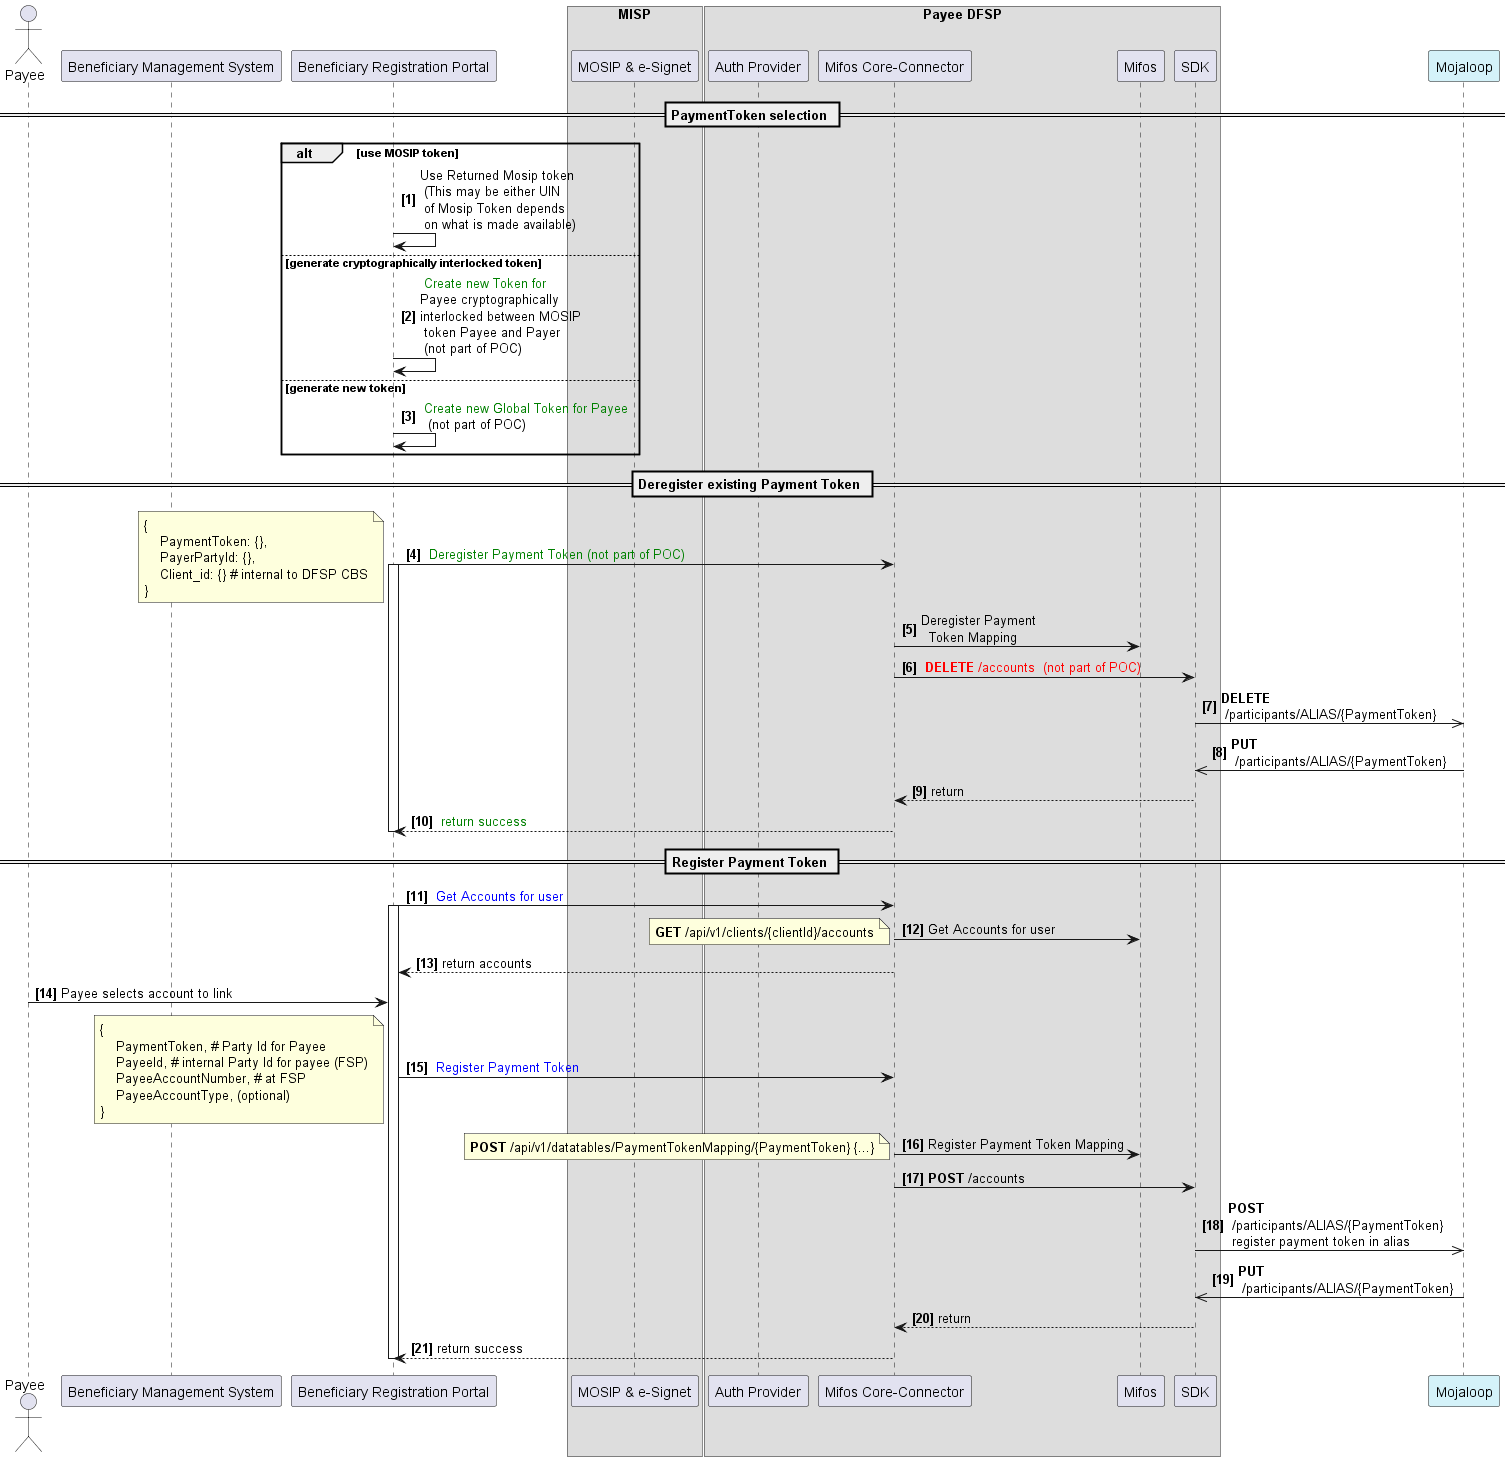 MISP
Payee DFSP
Payee
Beneficiary Management System
Beneficiary Registration Portal
MOSIP & e-Signet
Auth Provider
Mifos Core-Connector
Mifos
SDK
Mojaloop
PaymentToken selection
alt
[use MOSIP token]
[1]
Use Returned Mosip token
(This may be either UIN
of Mosip Token depends
on what is made available)
[generate cryptographically interlocked token]
[2]
Create new Token for
Payee cryptographically
interlocked between MOSIP
token Payee and Payer
(not part of POC)
[generate new token]
[3]
Create new Global Token for Payee
(not part of POC)
Deregister existing Payment Token
{
PaymentToken: {},
PayerPartyId: {},
Client_id: {} # internal to DFSP CBS
}
[4] Deregister Payment Token (not part of POC)
[5]
Deregister Payment
Token Mapping
[6] DELETE /accounts (not part of POC)
[7]
DELETE
/participants/ALIAS/{PaymentToken}
[8]
PUT
/participants/ALIAS/{PaymentToken}
[9] return
[10] return success
Register Payment Token
[11] Get Accounts for user
GET /api/v1/clients/{clientId}/accounts
[12] Get Accounts for user
[13] return accounts
[14] Payee selects account to link
{
PaymentToken, # Party Id for Payee
PayeeId, # internal Party Id for payee (FSP)
PayeeAccountNumber, # at FSP
PayeeAccountType, (optional)
}
[15] Register Payment Token
POST /api/v1/datatables/PaymentTokenMapping/{PaymentToken} {...}
[16] Register Payment Token Mapping
[17] POST /accounts
[18]
POST
/participants/ALIAS/{PaymentToken}
register payment token in alias
[19]
PUT
/participants/ALIAS/{PaymentToken}
[20] return
[21] return success
Payee
Beneficiary Management System
Beneficiary Registration Portal
MOSIP & e-Signet
Auth Provider
Mifos Core-Connector
Mifos
SDK
Mojaloop